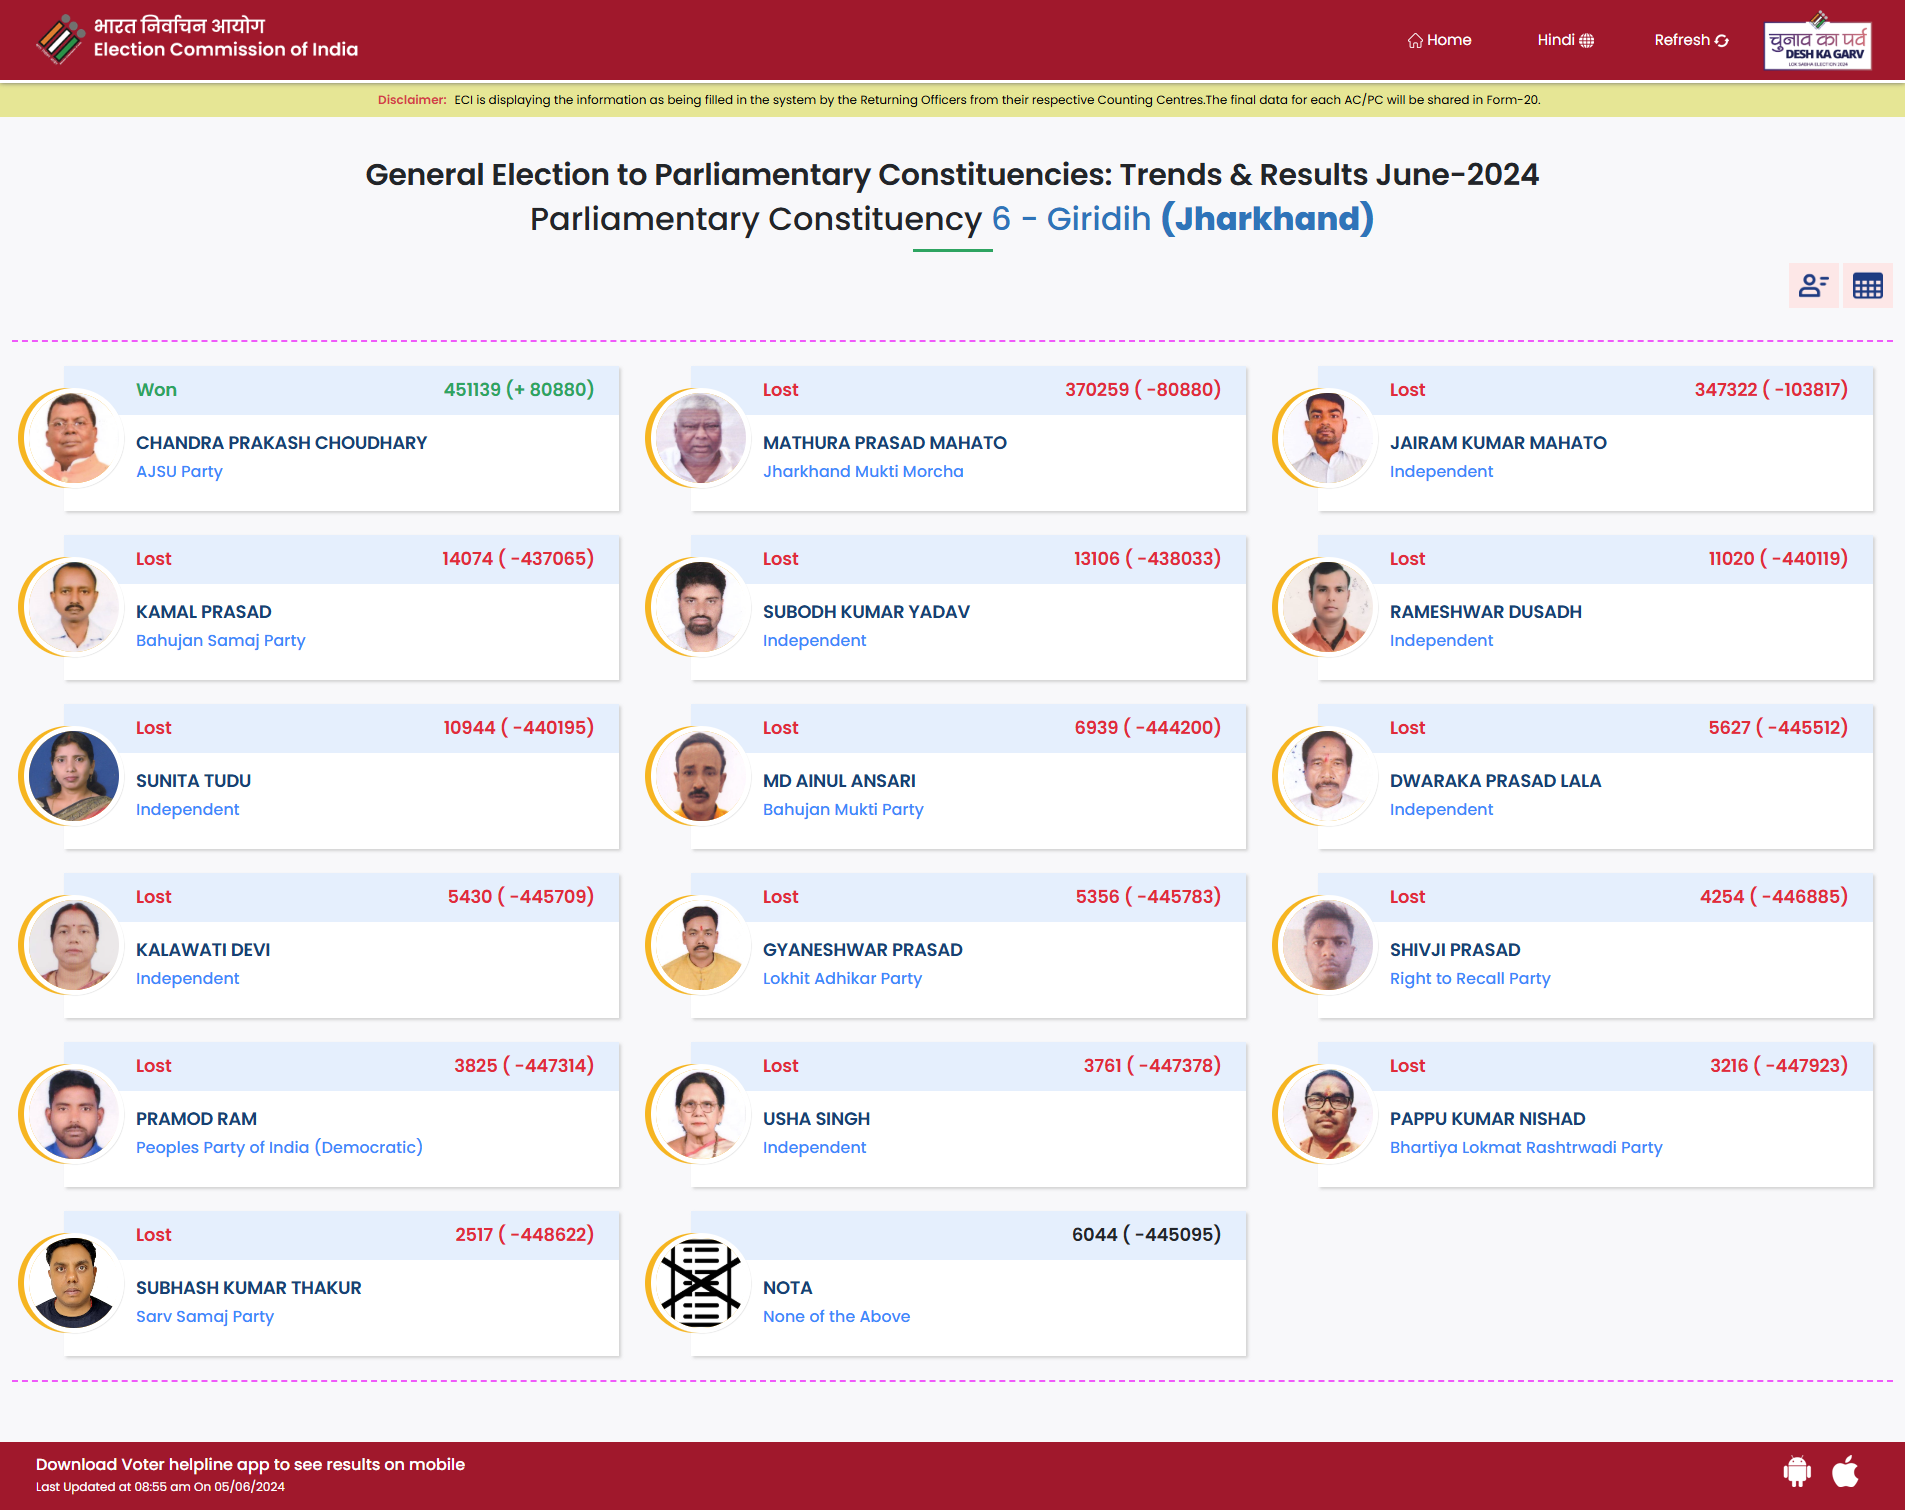 भारत निर्वाचन आयोग
Election Commission of India
Home
Hindi
Refresh
चुनाव का पर्व
DESH KA GARV
LOK SABHA ELECTION 2024
Disclaimer: ECI is displaying the information as being filled in the system by the Returning Officers from their respective Counting Centres.The final data for each AC/PC will be shared in Form-20.
General Election to Parliamentary Constituencies: Trends & Results June-2024
Parliamentary Constituency 6 - Giridih (Jharkhand)
Won 451139 (+ 80880)
CHANDRA PRAKASH CHOUDHARY
AJSU Party
Lost 370259 ( -80880)
MATHURA PRASAD MAHATO
Jharkhand Mukti Morcha
Lost 347322 ( -103817)
JAIRAM KUMAR MAHATO
Independent
Lost 14074 ( -437065)
KAMAL PRASAD
Bahujan Samaj Party
Lost 13106 ( -438033)
SUBODH KUMAR YADAV
Independent
Lost 11020 ( -440119)
RAMESHWAR DUSADH
Independent
Lost 10944 ( -440195)
SUNITA TUDU
Independent
Lost 6939 ( -444200)
MD AINUL ANSARI
Bahujan Mukti Party
Lost 5627 ( -445512)
DWARAKA PRASAD LALA
Independent
Lost 5430 ( -445709)
KALAWATI DEVI
Independent
Lost 5356 ( -445783)
GYANESHWAR PRASAD
Lokhit Adhikar Party
Lost 4254 ( -446885)
SHIVJI PRASAD
Right to Recall Party
Lost 3825 ( -447314)
PRAMOD RAM
Peoples Party of India (Democratic)
Lost 3761 ( -447378)
USHA SINGH
Independent
Lost 3216 ( -447923)
PAPPU KUMAR NISHAD
Bhartiya Lokmat Rashtrwadi Party
Lost 2517 ( -448622)
SUBHASH KUMAR THAKUR
Sarv Samaj Party
6044 ( -445095)
NOTA
None of the Above
Download Voter helpline app to see results on mobile
Last Updated at 08:55 am On 05/06/2024